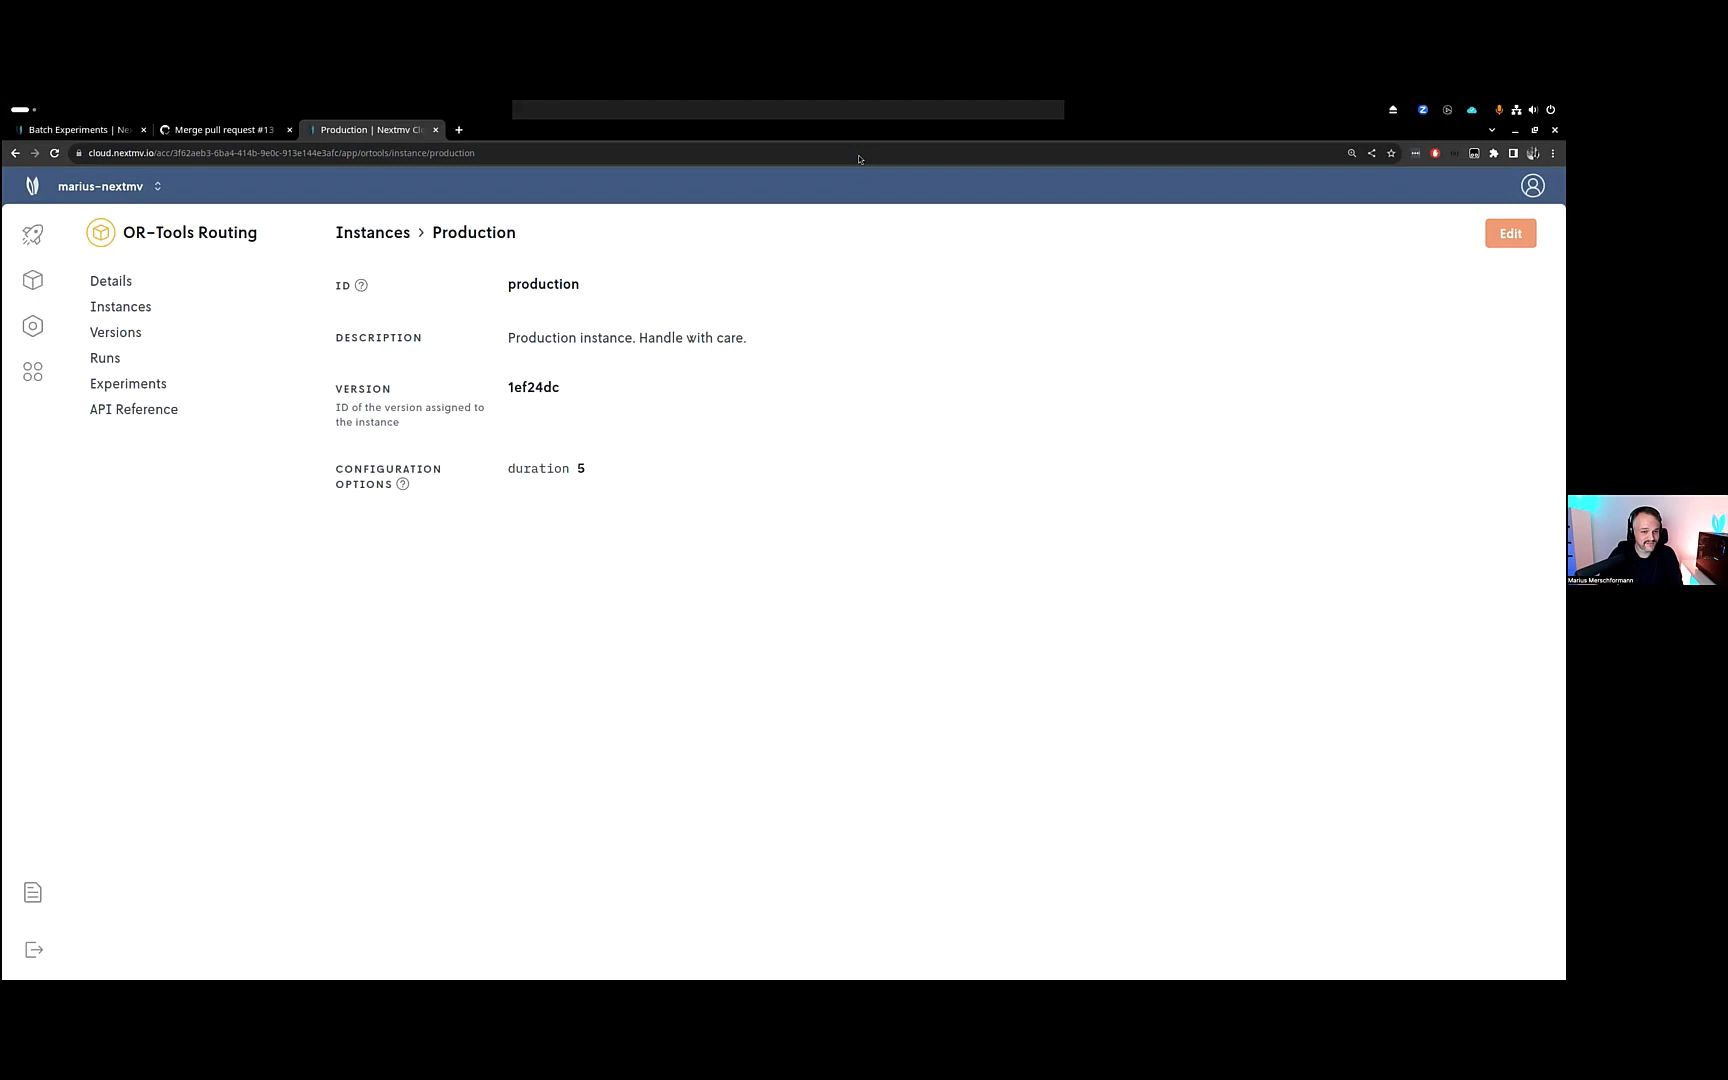 Batch Experiments | Ne
Merge pull request #13
Production | Nextmv Cl
cloud.nextmv.io/acc/3f62aeb3-6ba4-414b-9e0c-913e144e3afc/app/ortools/instance/production
marius-nextmv
OR-Tools Routing
Instances > Production
Edit
Details
Instances
Versions
Runs
Experiments
API Reference
ID
production
DESCRIPTION
Production instance. Handle with care.
VERSION
1ef24dc
ID of the version assigned to
the instance
CONFIGURATION
OPTIONS
duration 5
Marius Merschformann